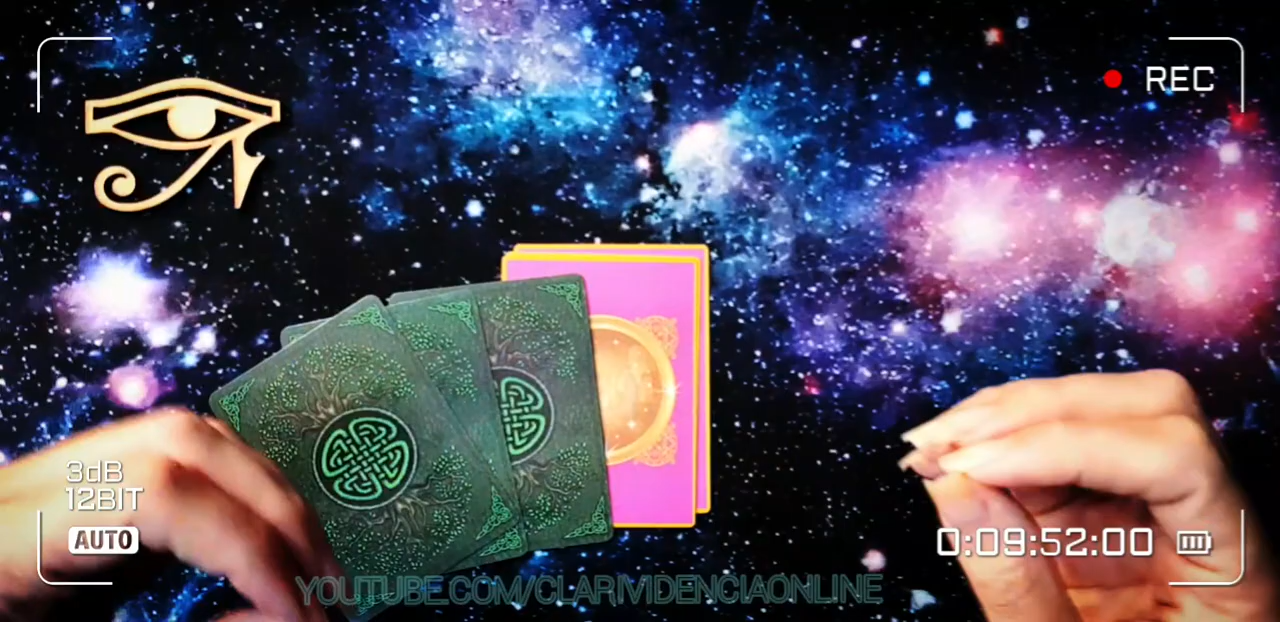 REC
3dB
12BIT
AUTO
0:09:52:00
YOUTUBE.COM/CLARIVIDENCIAONLINE